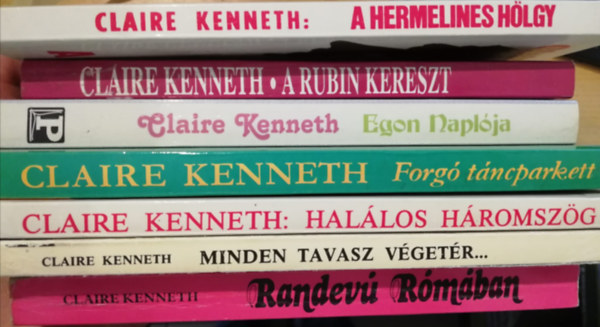 CLAIRE KENNETH: A HERMELINES HÖLGY
CLAIRE KENNETH • A RUBIN KERESZT
P Claire Kenneth Egon Naplója
CLAIRE KENNETH Forgó táncparkett
CLAIRE KENNETH: HALÁLOS HÁROMSZÖG
CLAIRE KENNETH MINDEN TAVASZ VÉGETÉR...
CLAIRE KENNETH Randevú Rómában